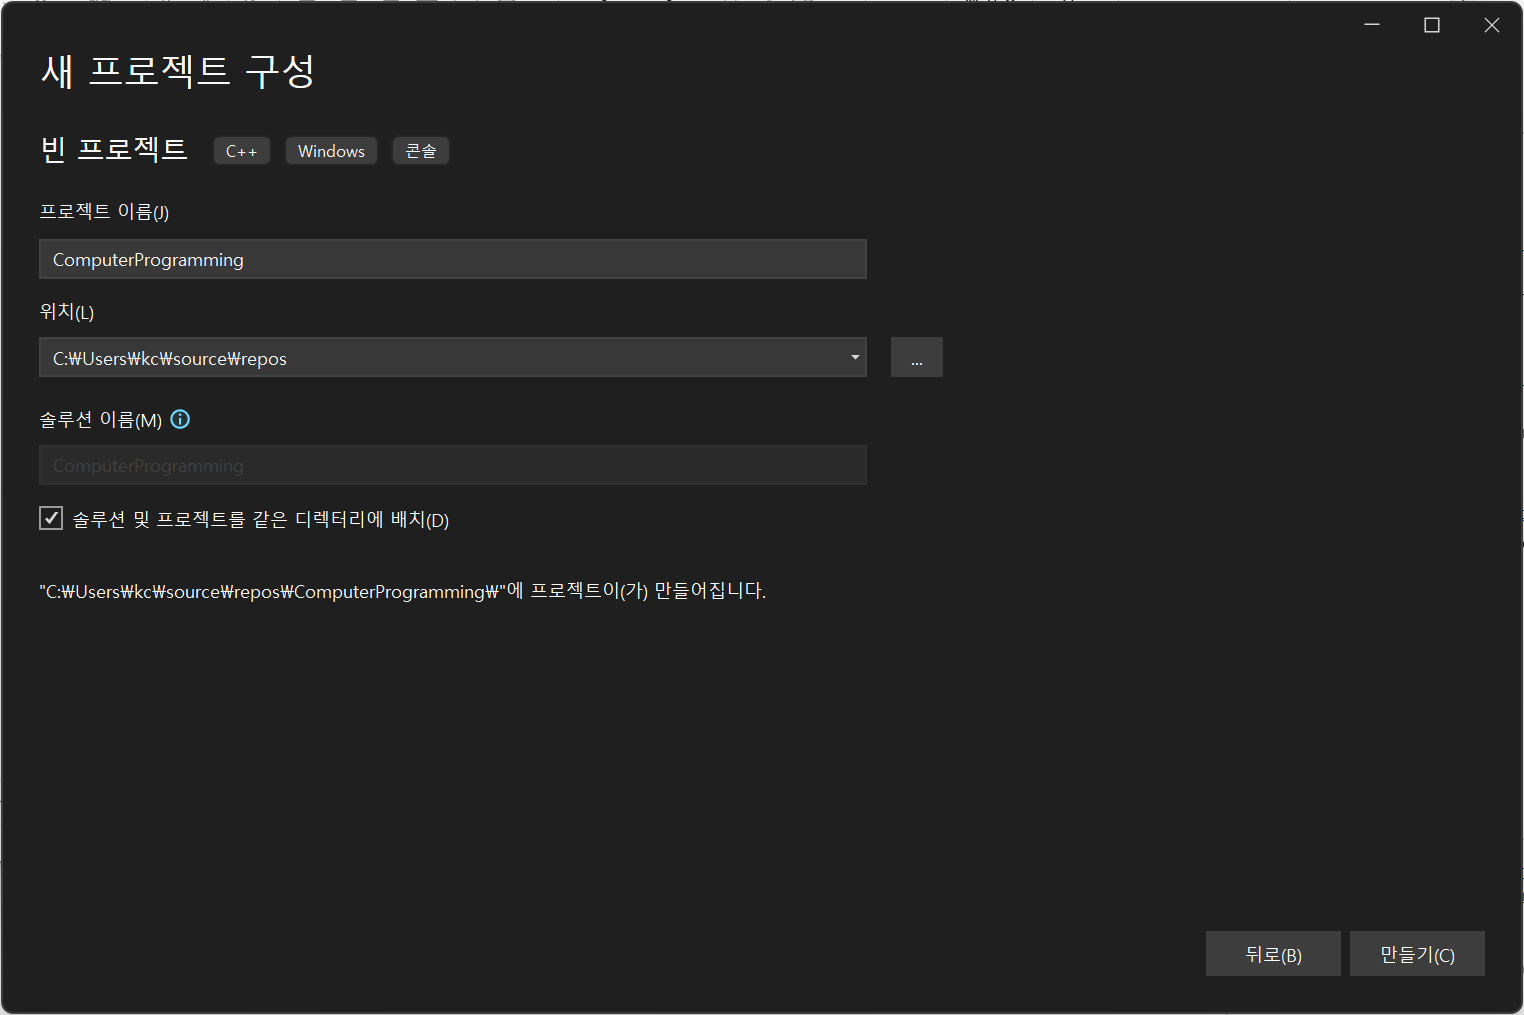 새 프로젝트 구성
빈 프로젝트 C++ Windows 콘솔
프로젝트 이름(J)
ComputerProgramming
위치(L)
C:₩Users₩kc₩source₩repos
...
솔루션 이름(M)
ComputerProgramming
솔루션 및 프로젝트를 같은 디렉터리에 배치(D)
"C:₩Users₩kc₩source₩repos₩ComputerProgramming₩"에 프로젝트이(가) 만들어집니다.
뒤로(B) 만들기(C)